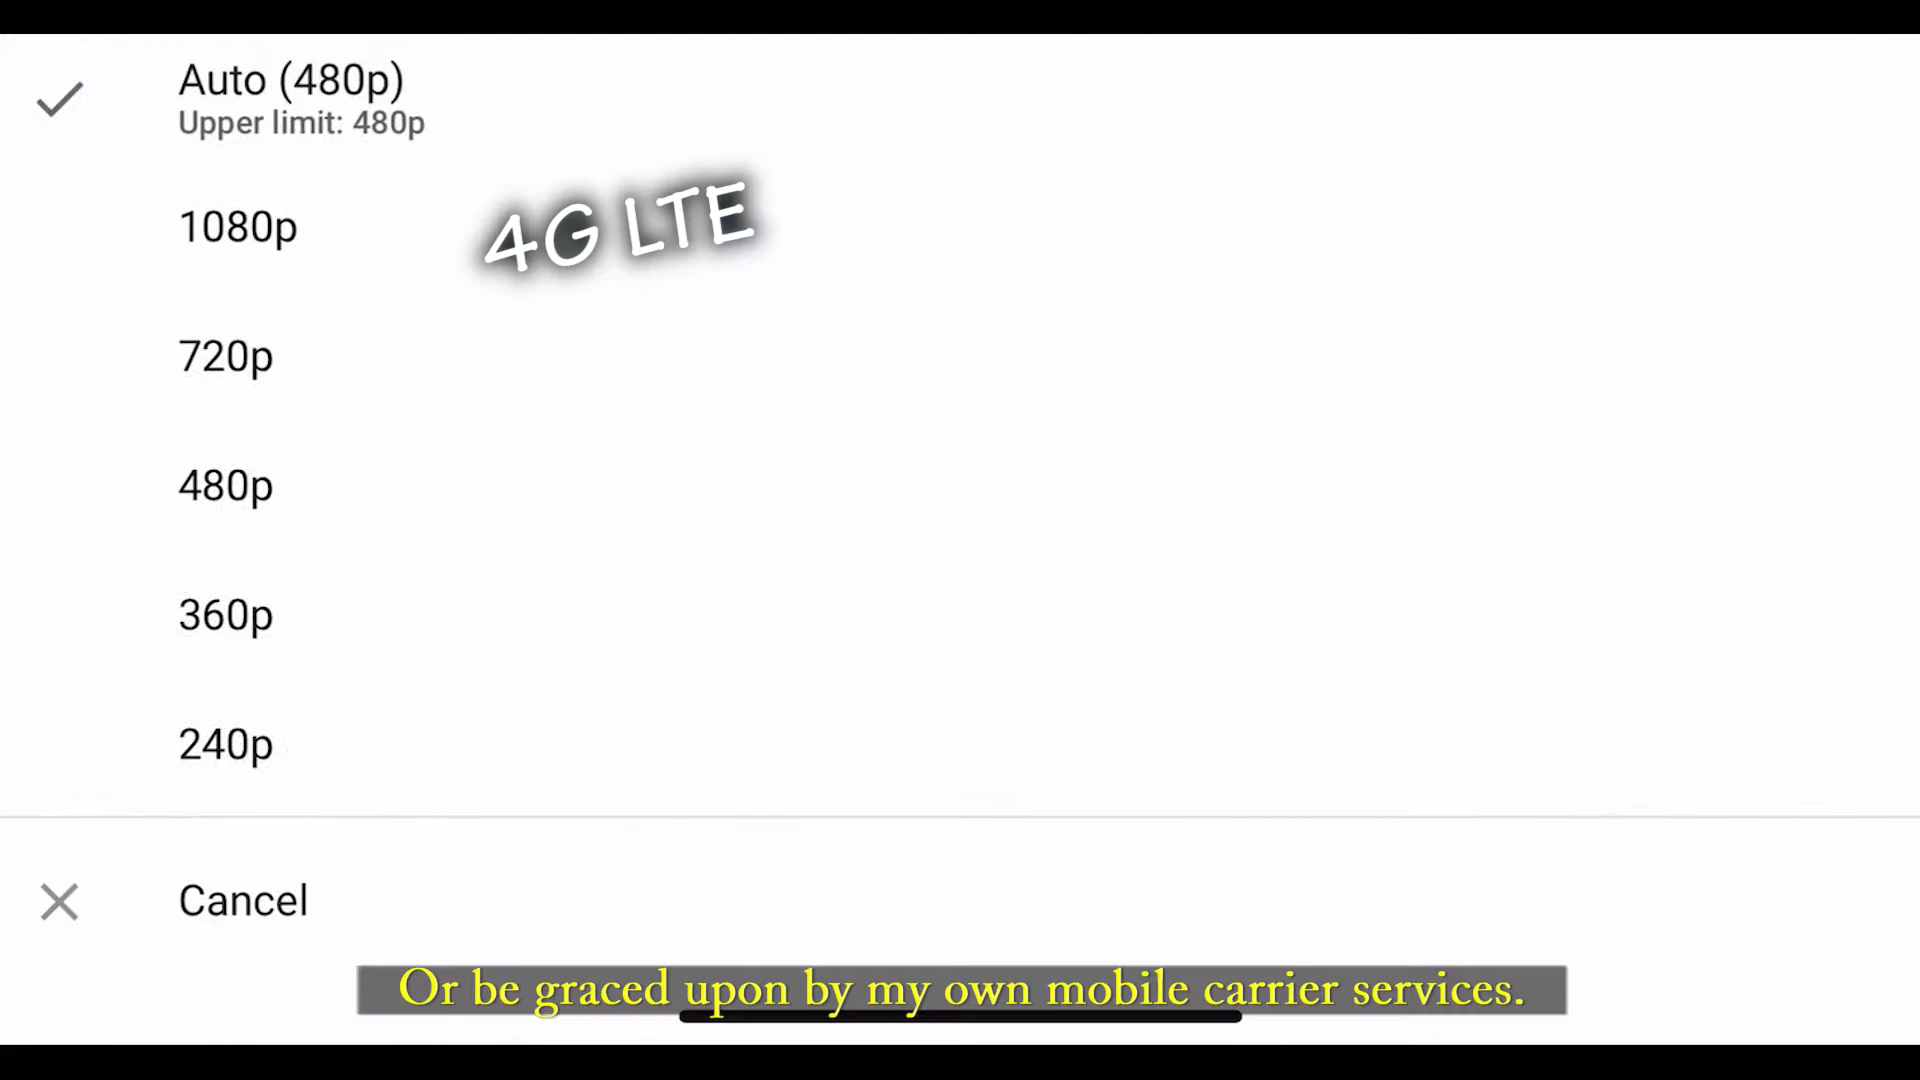 Auto (480p)
Upper limit: 480p
1080p
4G LTE
720p
480p
360p
240p
Cancel
Or be graced upon by my own mobile carrier services.